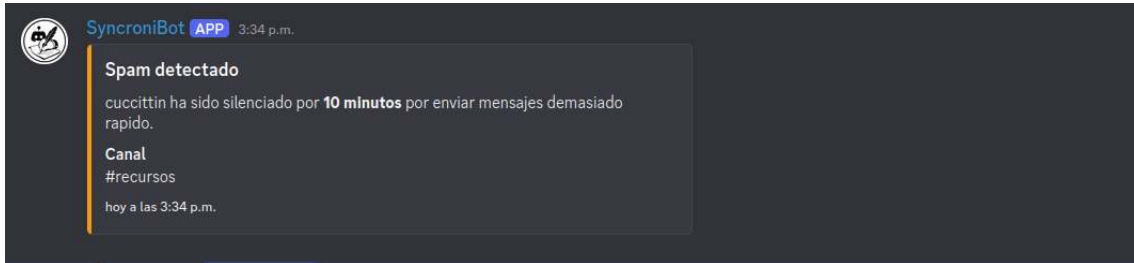 SyncroniBot APP 3:34 p.m.
Spam detectado
cuccittin ha sido silenciado por 10 minutos por enviar mensajes demasiado
rapido.
Canal
#recursos
hoy a las 3:34 p.m.